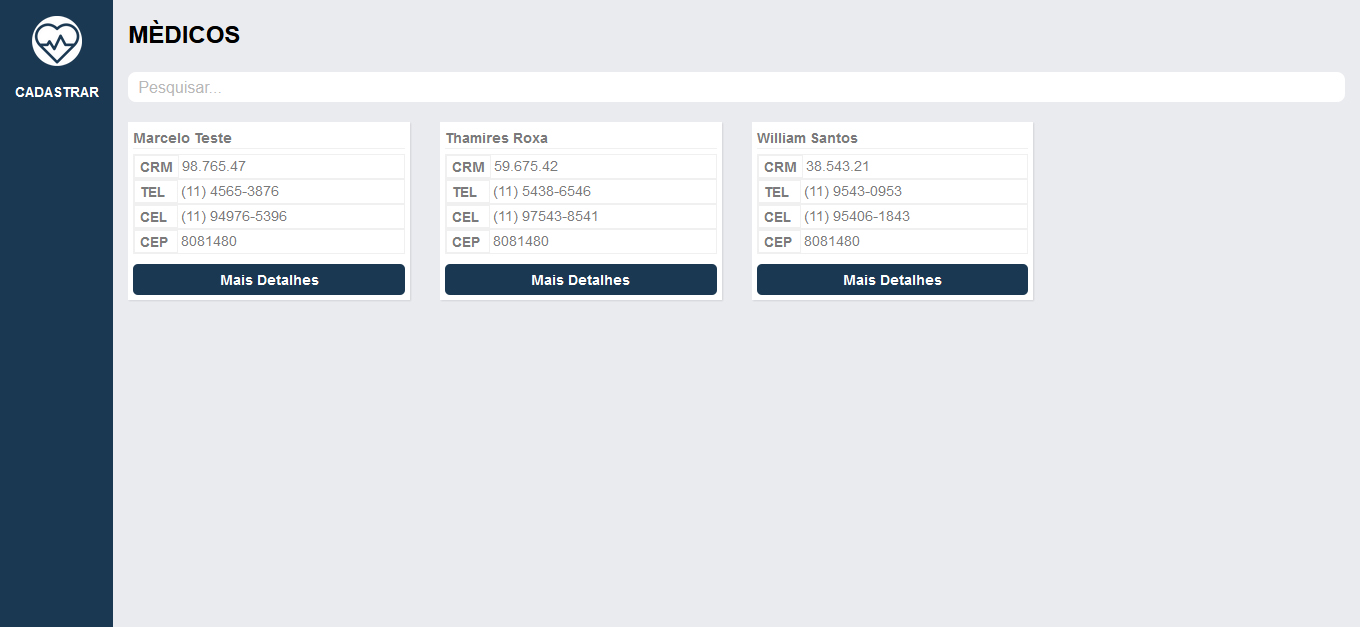 MÈDICOS
CADASTRAR
Pesquisar...
Marcelo Teste
CRM 98.765.47
TEL (11) 4565-3876
CEL (11) 94976-5396
CEP 8081480
Mais Detalhes
Thamires Roxa
CRM 59.675.42
TEL (11) 5438-6546
CEL (11) 97543-8541
CEP 8081480
Mais Detalhes
William Santos
CRM 38.543.21
TEL (11) 9543-0953
CEL (11) 95406-1843
CEP 8081480
Mais Detalhes